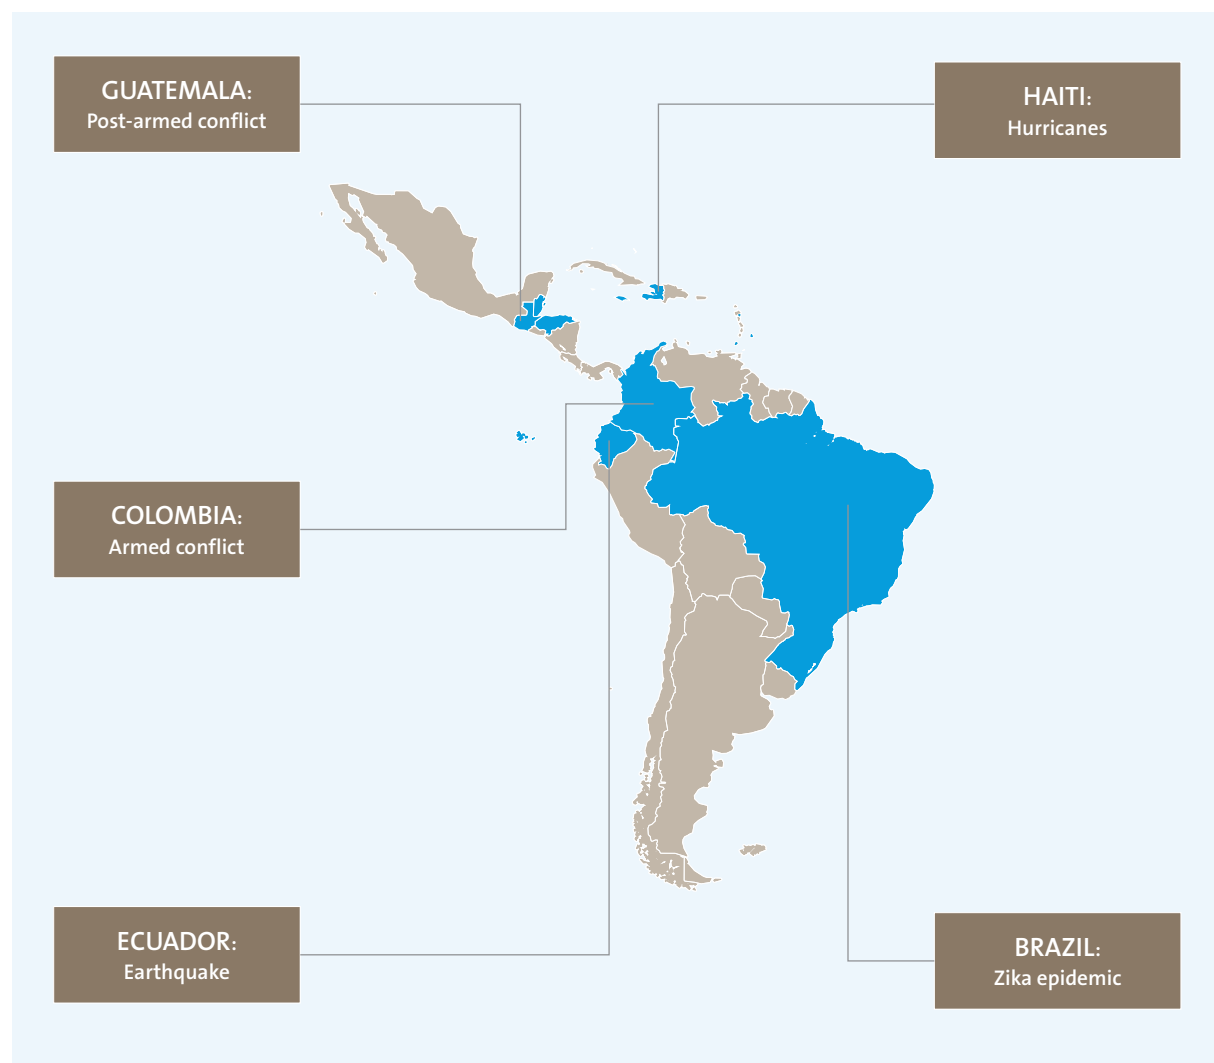 GUATEMALA:
Post-armed conflict
HAITI:
Hurricanes
COLOMBIA:
Armed conflict
ECUADOR:
Earthquake
BRAZIL:
Zika epidemic